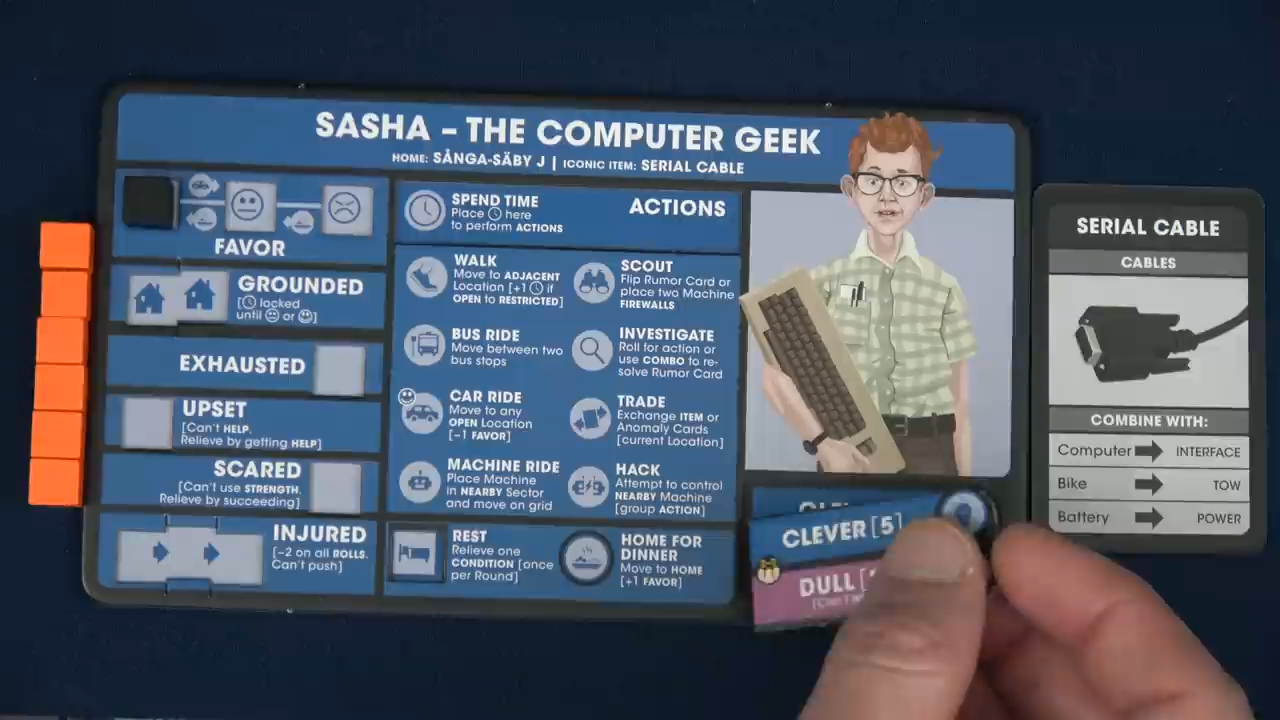 SASHA – THE COMPUTER GEEK
HOME: SÅNGA-SÄBY J | ICONIC ITEM: SERIAL CABLE
FAVOR
GROUNDED
[🕒 locked
until 😐 or 🙂]
EXHAUSTED
UPSET
[Can't HELP.
Relieve by getting HELP]
SCARED
[Can't use STRENGTH.
Relieve by succeeding]
INJURED
[–2 on all ROLLS.
Can't push]
SPEND TIME
Place 🕒 here
to perform ACTIONS
ACTIONS
WALK
Move to ADJACENT
Location [+1 🕒 if
OPEN to RESTRICTED]
BUS RIDE
Move between two
bus stops
CAR RIDE
Move to any
OPEN Location
[–1 FAVOR]
MACHINE RIDE
Place Machine
in NEARBY Sector
and move on grid
SCOUT
Flip Rumor Card or
place two Machine
FIREWALLS
INVESTIGATE
Roll for action or
use COMBO to re-
solve Rumor Card
TRADE
Exchange ITEM or
Anomaly Cards
[current Location]
HACK
Attempt to control
NEARBY Machine
[group ACTION]
REST
Relieve one
CONDITION [once
per Round]
HOME FOR
DINNER
Move to HOME
[+1 FAVOR]
CLEVER [5]
DULL [
SERIAL CABLE
CABLES
COMBINE WITH:
Computer ➡ INTERFACE
Bike ➡ TOW
Battery ➡ POWER